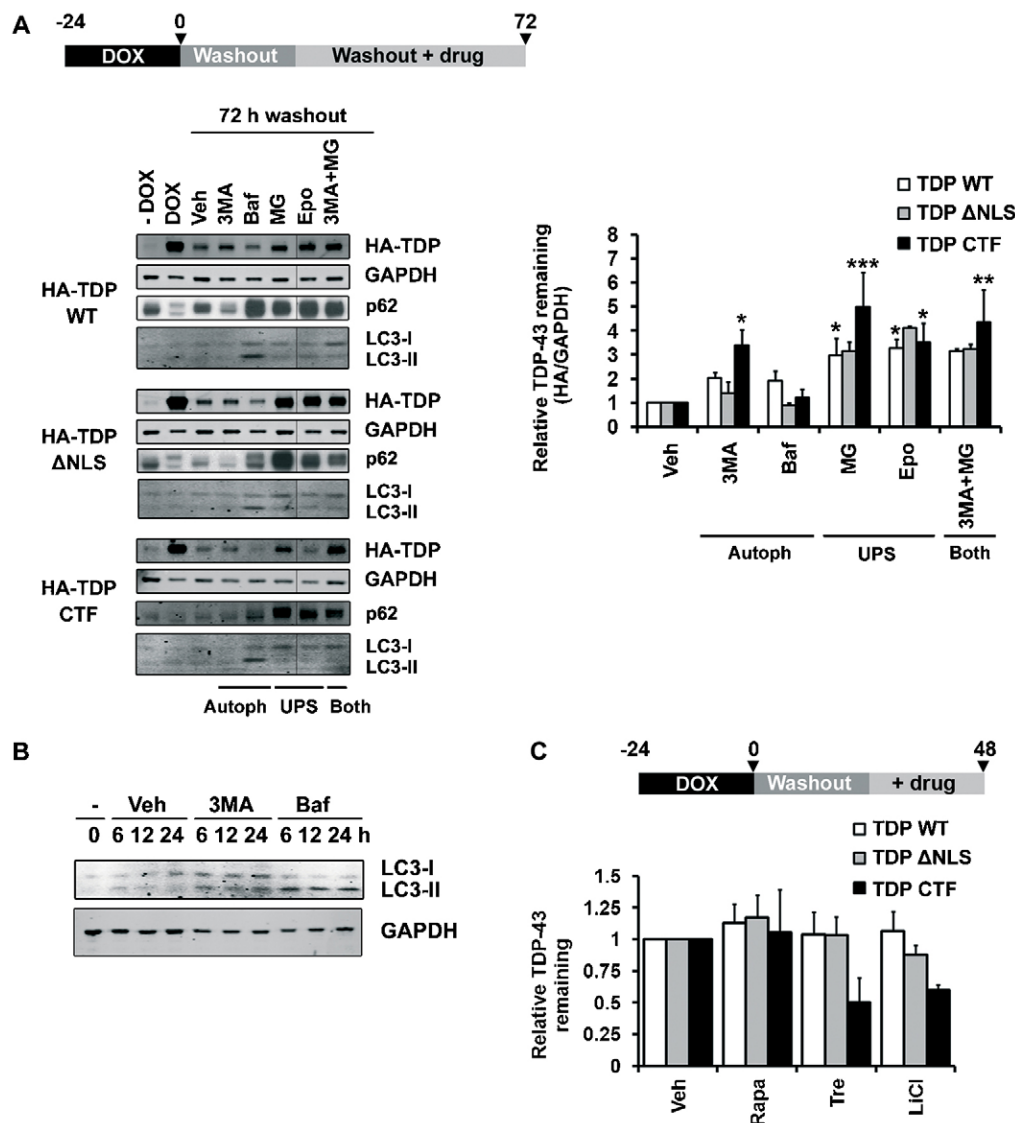 A
-24 0 72
DOX Washout Washout + drug
72 h washout
- DOX DOX Veh 3MA Baf MG Epo 3MA+MG
HA-TDP WT
HA-TDP
GAPDH
p62
LC3-I
LC3-II
HA-TDP ΔNLS
HA-TDP
GAPDH
p62
LC3-I
LC3-II
HA-TDP CTF
HA-TDP
GAPDH
p62
LC3-I
LC3-II
Autoph UPS Both
TDP WT
TDP ΔNLS
TDP CTF
Relative TDP-43 remaining
(HA/GAPDH)
8
7
6
5
4
3
2
1
0
* * *** * * **
Veh 3MA Baf MG Epo 3MA+MG
Autoph UPS Both
B
- Veh 3MA Baf
0 6 12 24 6 12 24 6 12 24 h
LC3-I
LC3-II
GAPDH
C
-24 0 48
DOX Washout + drug
TDP WT
TDP ΔNLS
TDP CTF
Relative TDP-43
remaining
1.5
1.25
1
0.75
0.5
0.25
0
Veh Rapa Tre LiCl